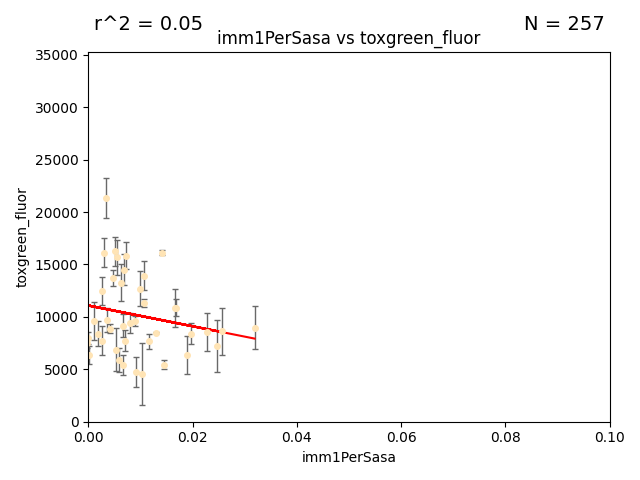 r^2 = 0.05
N = 257
imm1PerSasa vs toxgreen_fluor
35000
30000
25000
20000
15000
10000
5000
0
toxgreen_fluor
0.00
0.02
0.04
0.06
0.08
0.10
imm1PerSasa